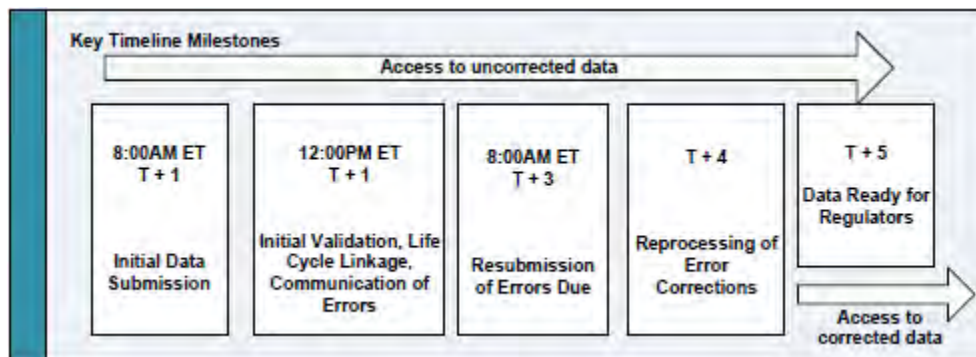 Key Timeline Milestones
Access to uncorrected data
8:00AM ET
T + 1
Initial Data
Submission
12:00PM ET
T + 1
Initial Validation, Life
Cycle Linkage,
Communication of
Errors
8:00AM ET
T + 3
Resubmission
of Errors Due
T + 4
Reprocessing of
Error
Corrections
T + 5
Data Ready for
Regulators
Access to
corrected data